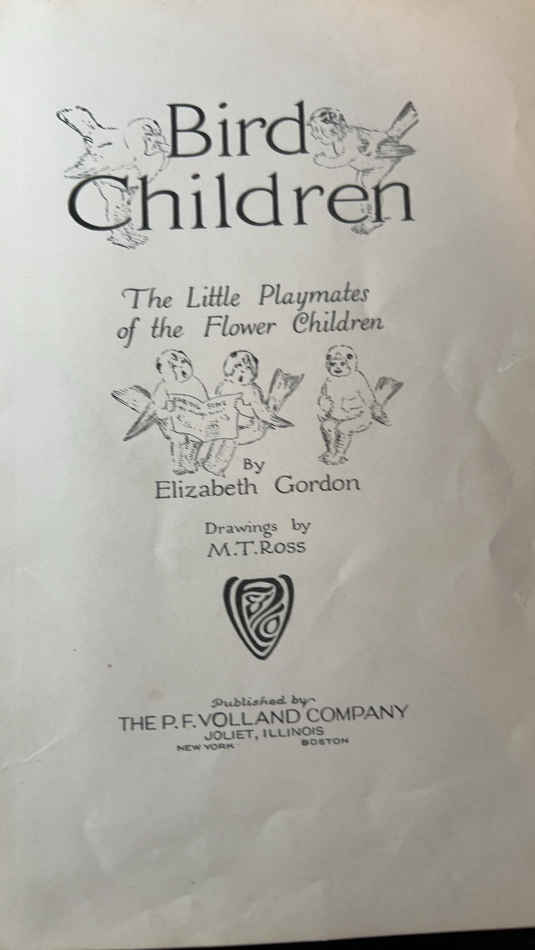 Bird
Children
The Little Playmates
of the Flower Children
By
Elizabeth Gordon
Drawings by
M.T.Ross
Published by
THE P.F. VOLLAND COMPANY
JOLIET, ILLINOIS
NEW YORK BOSTON